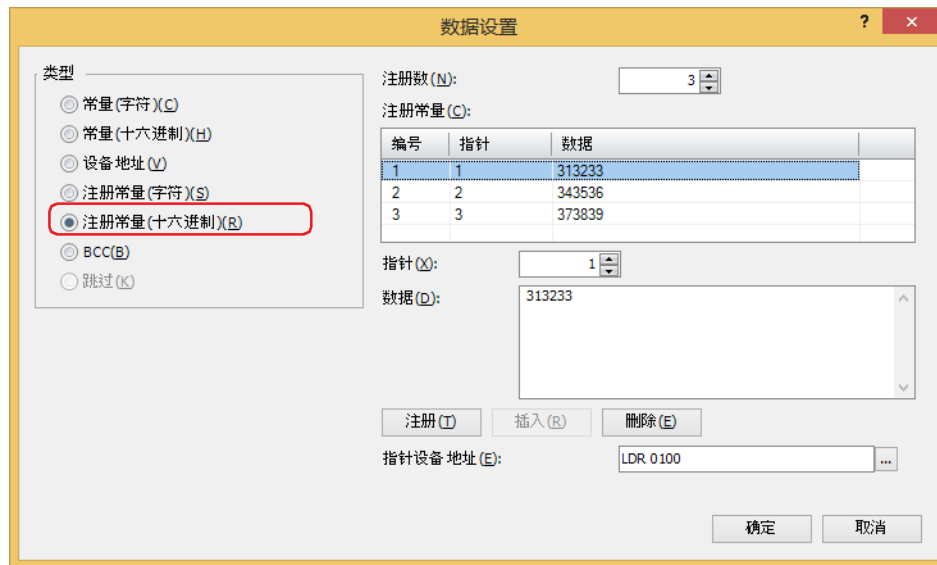 数据设置
?
×
类型
常量(字符)(C)
常量(十六进制)(H)
设备地址(V)
注册常量(字符)(S)
注册常量(十六进制)(R)
BCC(B)
跳过(K)
注册数(N):
3
注册常量(C):
编号 指针 数据
1 1 313233
2 2 343536
3 3 373839
指针(X):
1
数据(D):
313233
注册(T)
插入(R)
删除(E)
指针设备地址(E):
LDR 0100
...
确定
取消